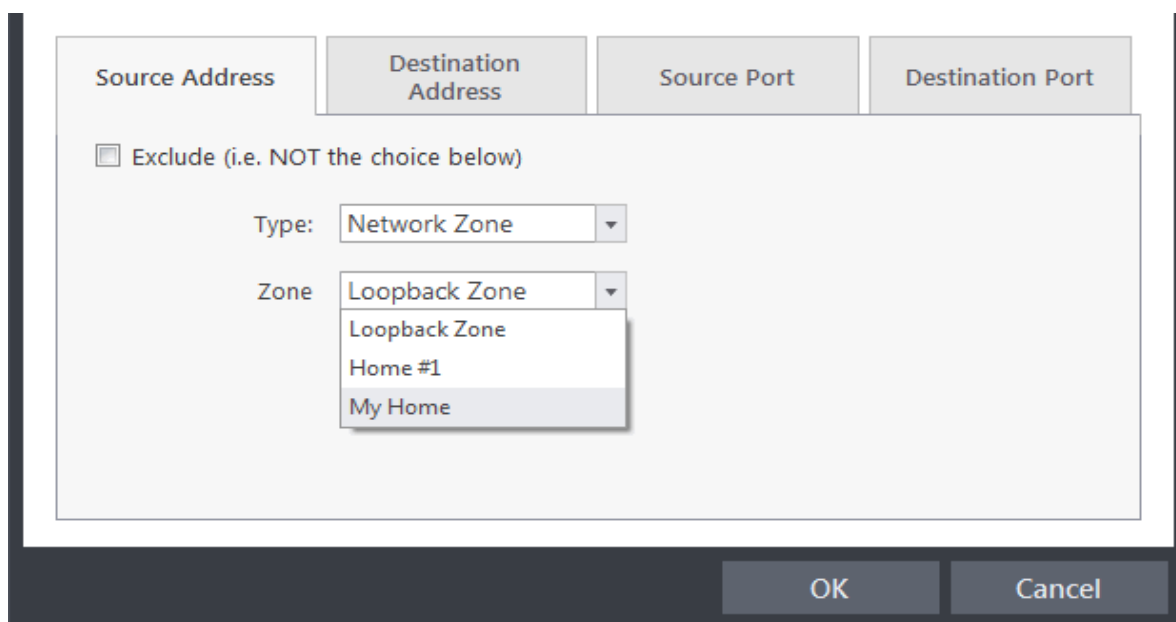 Source Address
Destination
Address
Source Port
Destination Port
Exclude (i.e. NOT the choice below)
Type: Network Zone
Zone Loopback Zone
Loopback Zone
Home #1
My Home
OK
Cancel